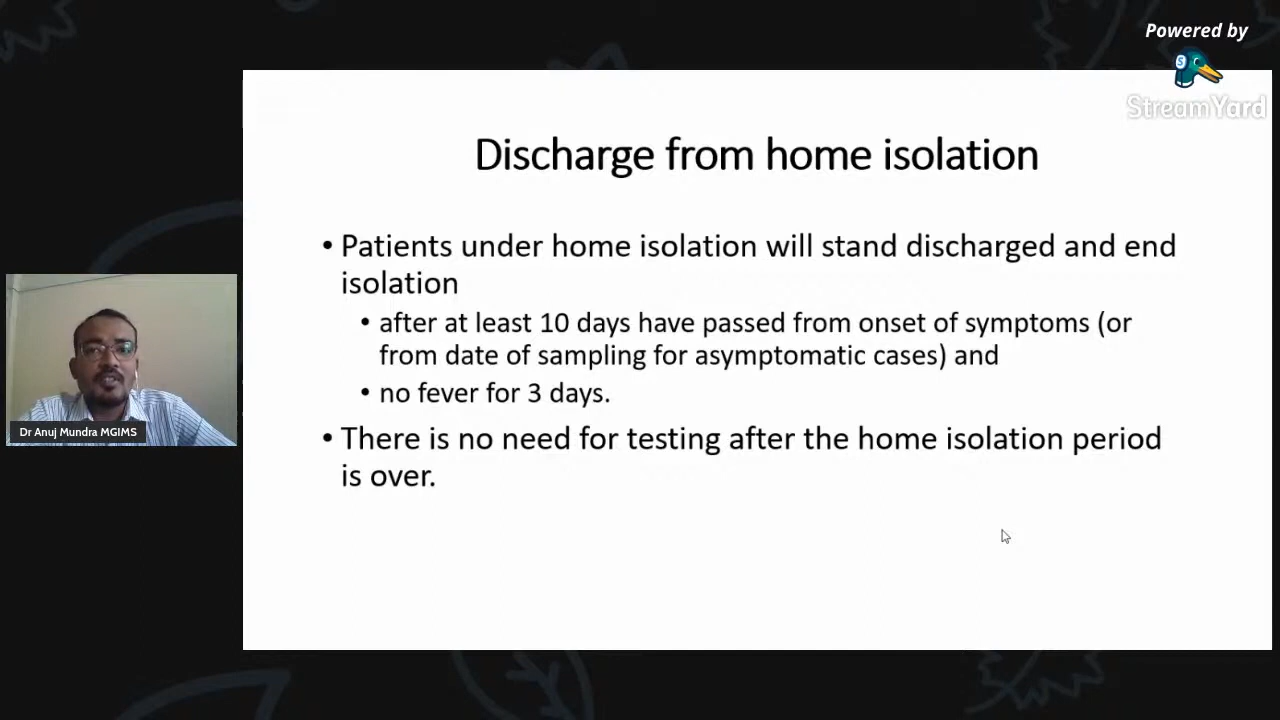 Powered by
StreamYard
Discharge from home isolation
• Patients under home isolation will stand discharged and end
isolation
• after at least 10 days have passed from onset of symptoms (or
from date of sampling for asymptomatic cases) and
• no fever for 3 days.
• There is no need for testing after the home isolation period
is over.
Dr Anuj Mundra MGIMS